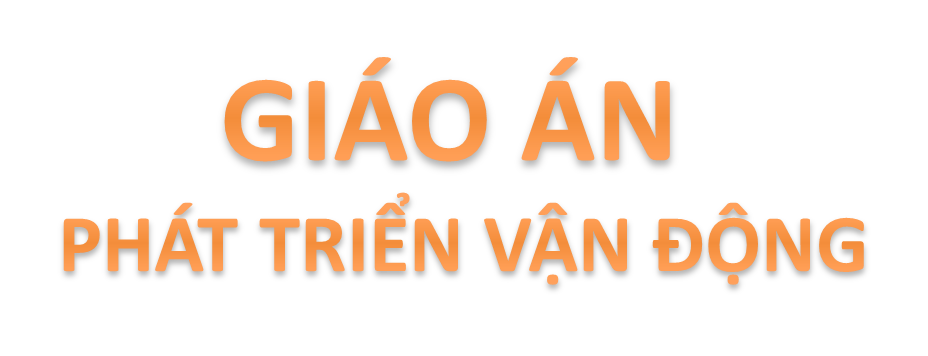 GIÁO ÁN
PHÁT TRIỂN VẬN ĐỘNG